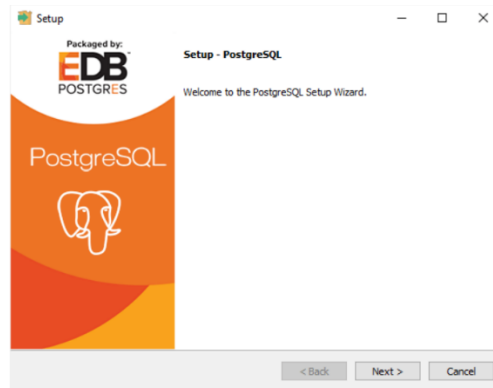 Setup
Packaged by:
EDB
POSTGRES
Setup - PostgreSQL
Welcome to the PostgreSQL Setup Wizard.
PostgreSQL
< Back
Next >
Cancel